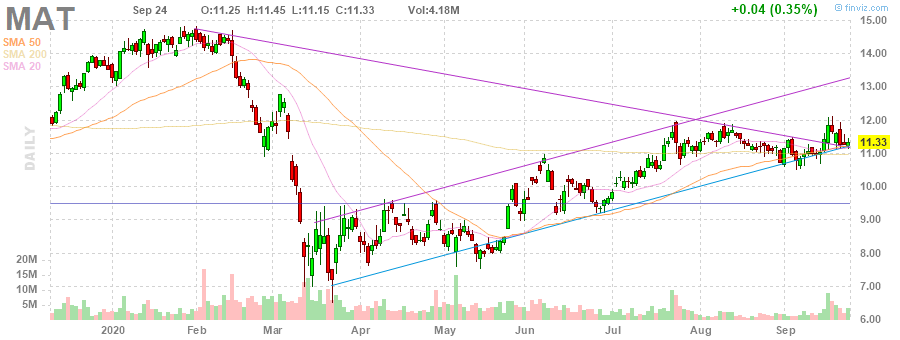 MAT Sep 24 O:11.25 H:11.45 L:11.15 C:11.33 Vol:4.18M +0.04 (0.35%) © finviz.com
SMA 50
SMA 200
SMA 20
DAILY
15.00
14.00
13.00
12.00
11.33
11.00
10.00
9.00
8.00
7.00
20M
15M
10M
5M
2020 Feb Mar Apr May Jun Jul Aug Sep